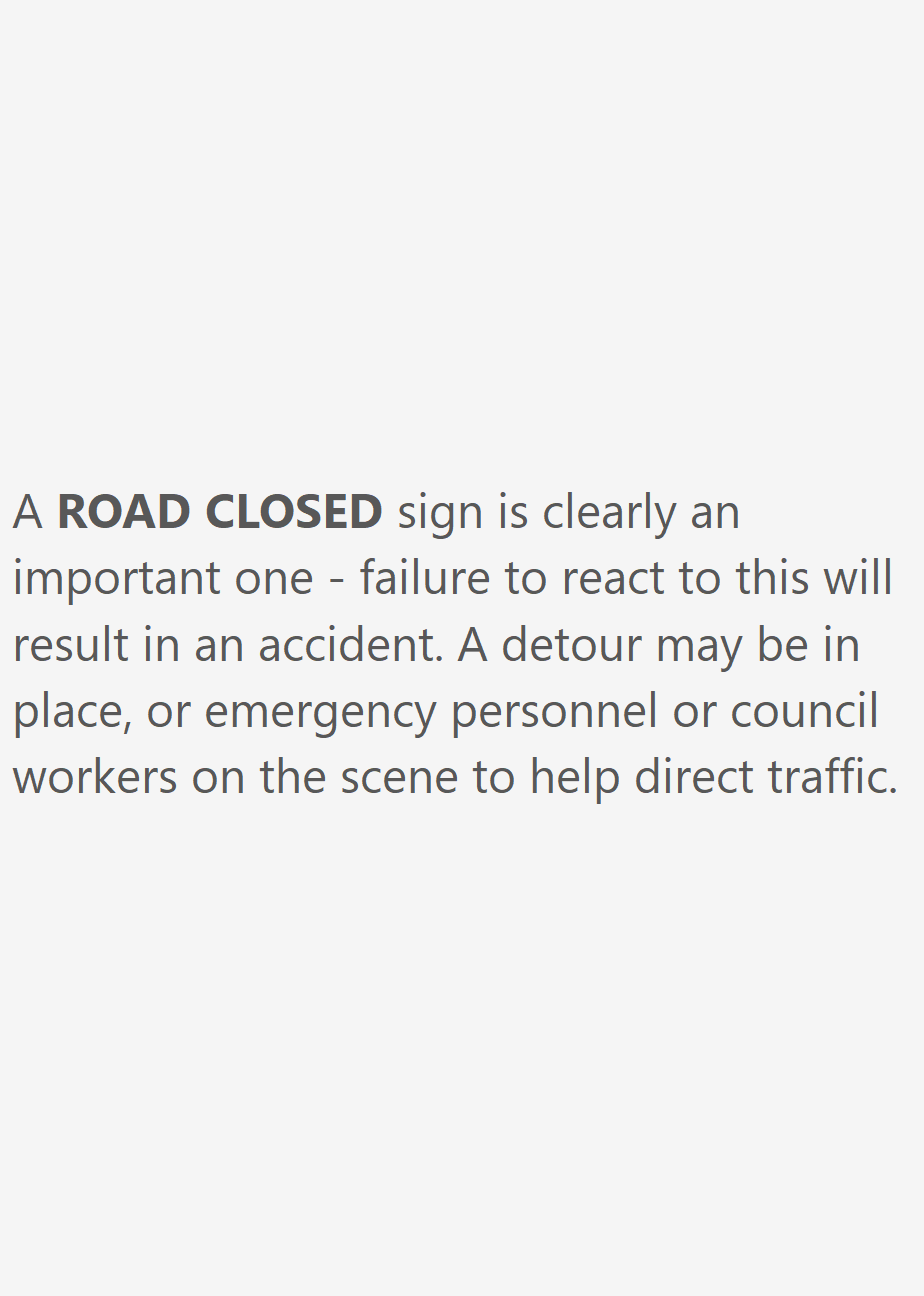 A ROAD CLOSED sign is clearly an
important one - failure to react to this will
result in an accident. A detour may be in
place, or emergency personnel or council
workers on the scene to help direct traffic.